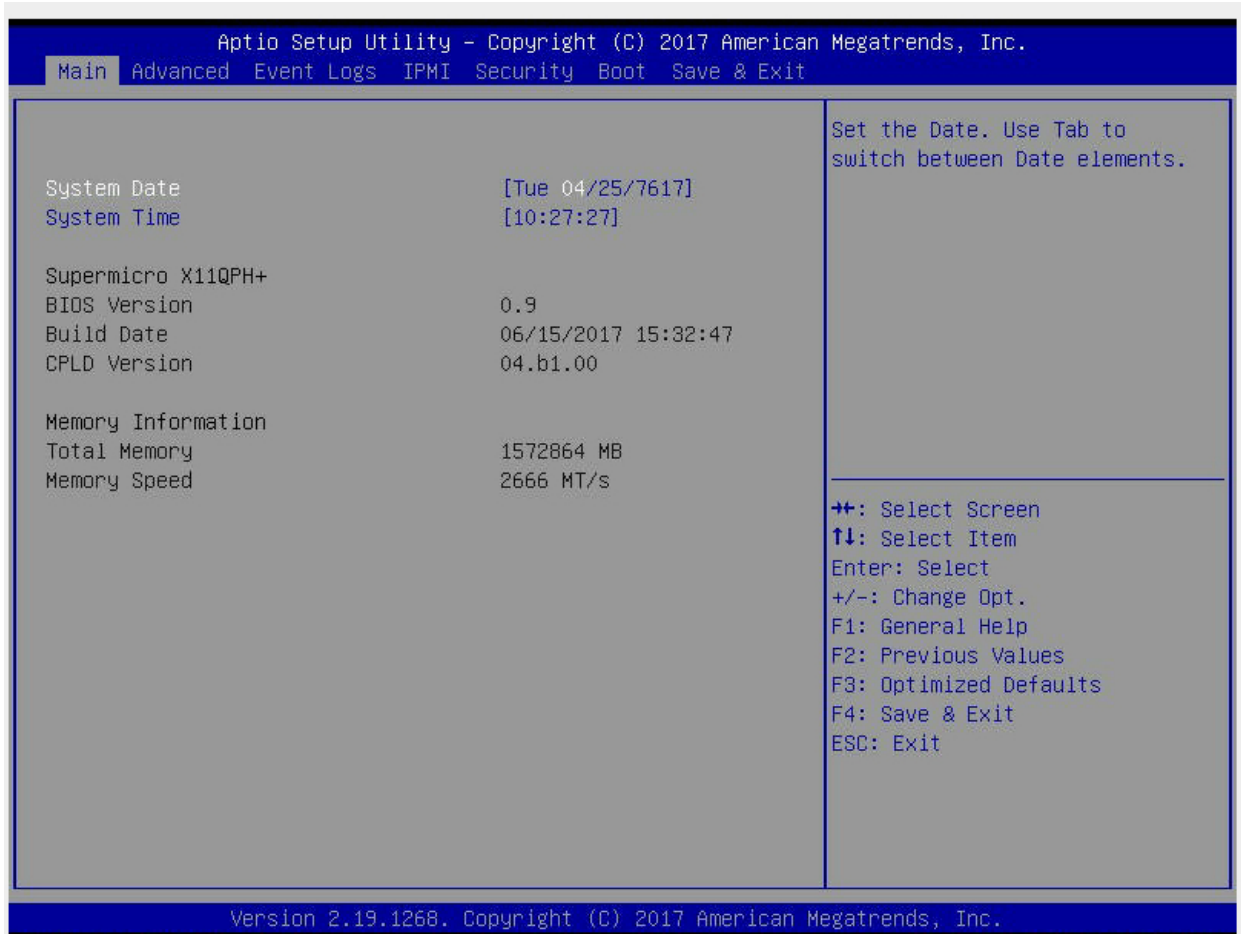 Aptio Setup Utility – Copyright (C) 2017 American Megatrends, Inc.
Main Advanced Event Logs IPMI Security Boot Save & Exit
Set the Date. Use Tab to
switch between Date elements.
System Date [Tue 04/25/7617]
System Time [10:27:27]
Supermicro X11QPH+
BIOS Version 0.9
Build Date 06/15/2017 15:32:47
CPLD Version 04.b1.00
Memory Information
Total Memory 1572864 MB
Memory Speed 2666 MT/s
→←: Select Screen
↑↓: Select Item
Enter: Select
+/-: Change Opt.
F1: General Help
F2: Previous Values
F3: Optimized Defaults
F4: Save & Exit
ESC: Exit
Version 2.19.1268. Copyright (C) 2017 American Megatrends, Inc.